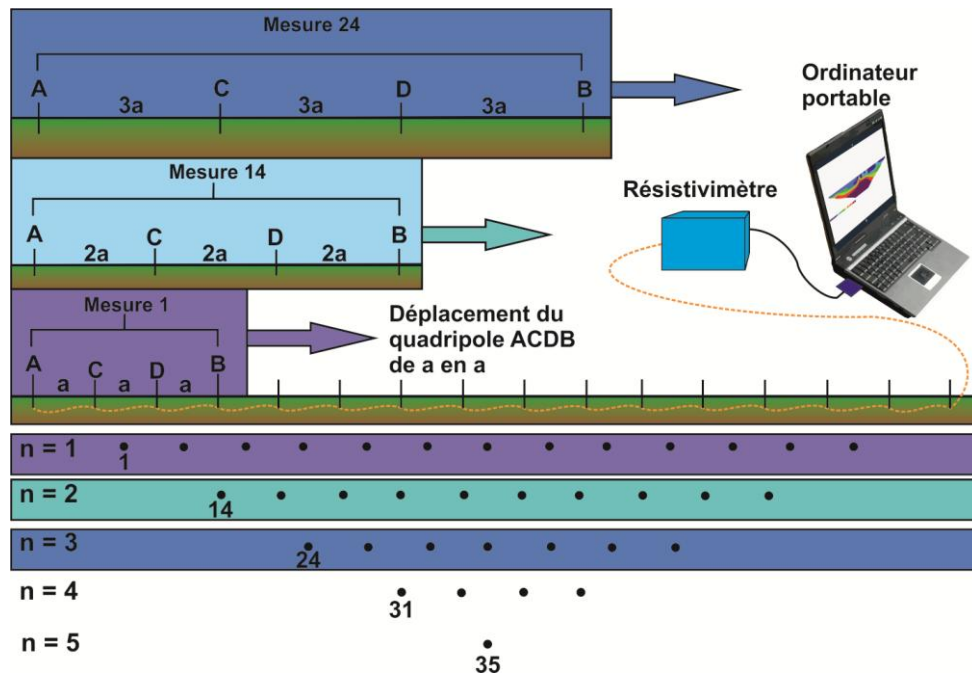 Mesure 24
A C D B
3a 3a 3a
Ordinateur
portable
Mesure 14
Résistivimètre
A C D B
2a 2a 2a
Mesure 1
Déplacement du
quadripole ACDB
de a en a
A C D B
a a a
n = 1
1
n = 2
14
n = 3
24
n = 4
31
n = 5
35